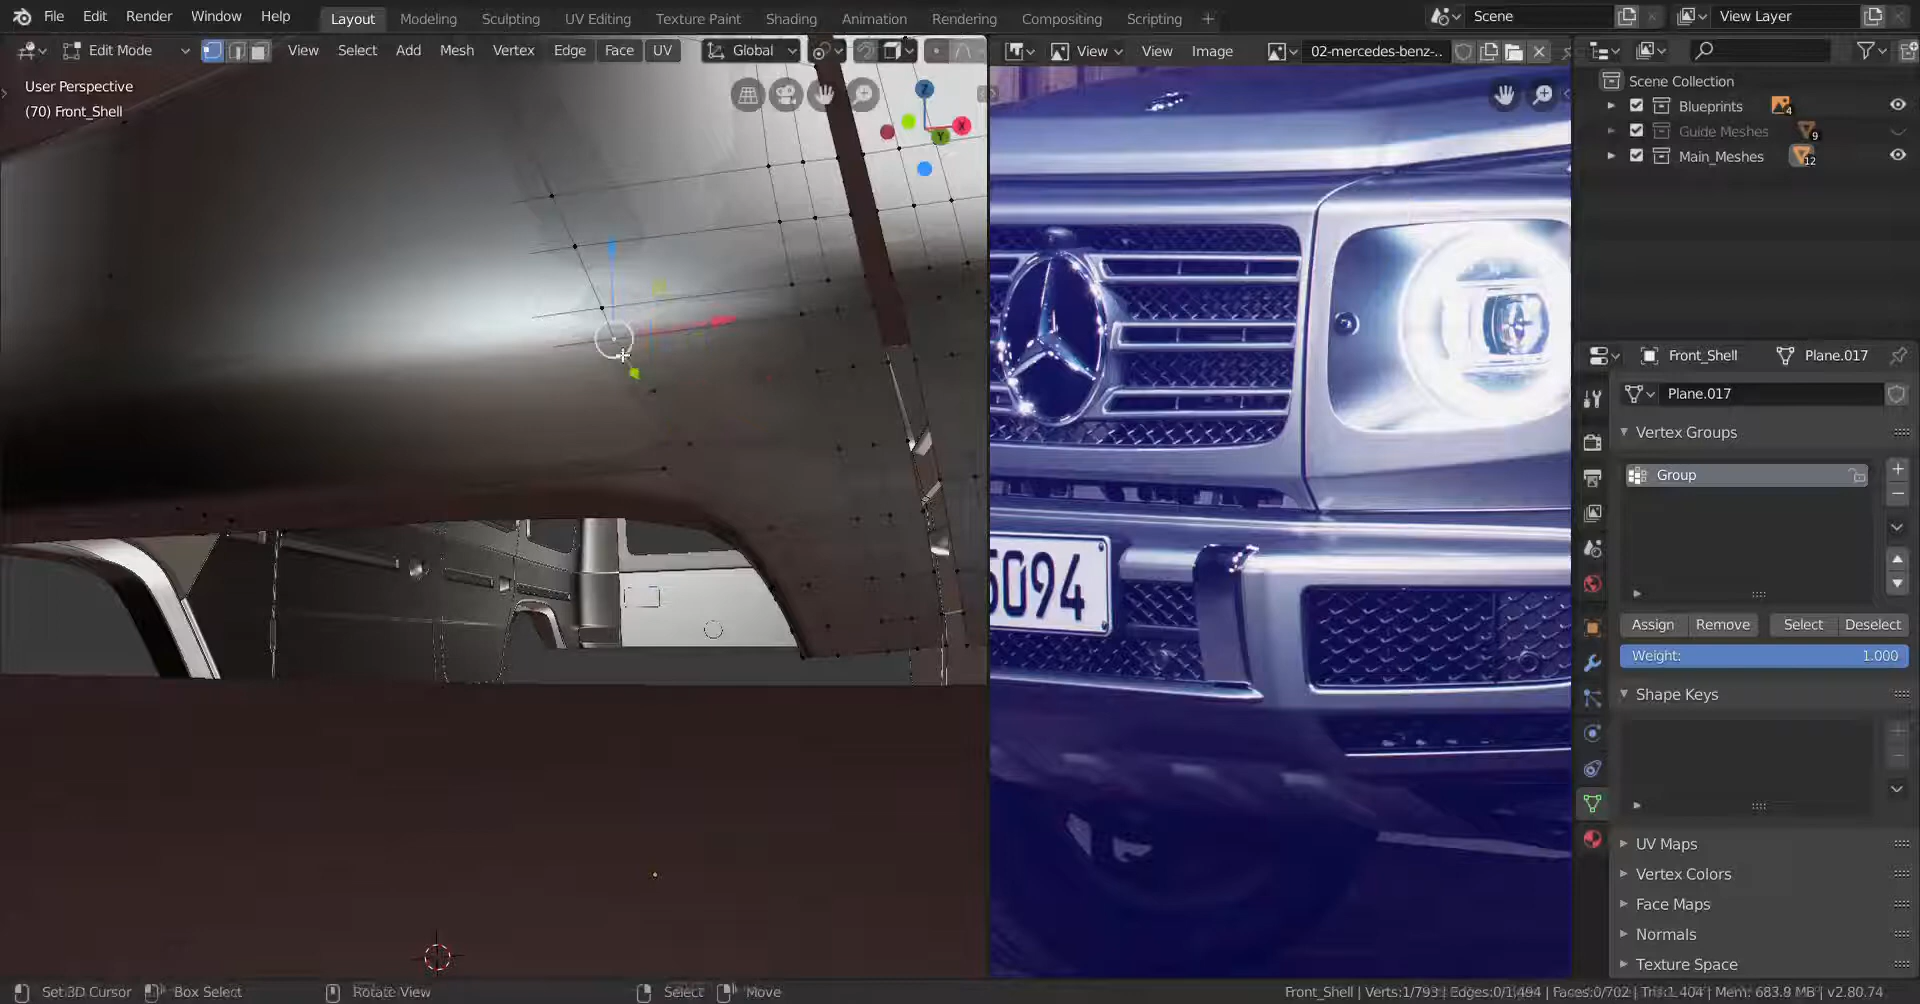 File Edit Render Window Help Layout Modeling Sculpting UV Editing Texture Paint Shading Animation Rendering Compositing Scripting + Scene View Layer
Edit Mode View Select Add Mesh Vertex Edge Face UV Global View View Image 02-mercedes-benz-..
User Perspective
(70) Front_Shell
Z
X
Y
5094
Scene Collection
Blueprints 4
Guide Meshes 9
Main_Meshes 12
Front_Shell Plane.017
Plane.017
Vertex Groups
Group
Assign Remove Select Deselect
Weight: 1.000
Shape Keys
UV Maps
Vertex Colors
Face Maps
Normals
Texture Space
Set 3D Cursor Box Select Rotate View Select Move Front_Shell | Verts:1/793 | Edges:0/1,494 | Faces:0/702 | Tris:1,404 | Mem: 683.9 MB | v2.80.74